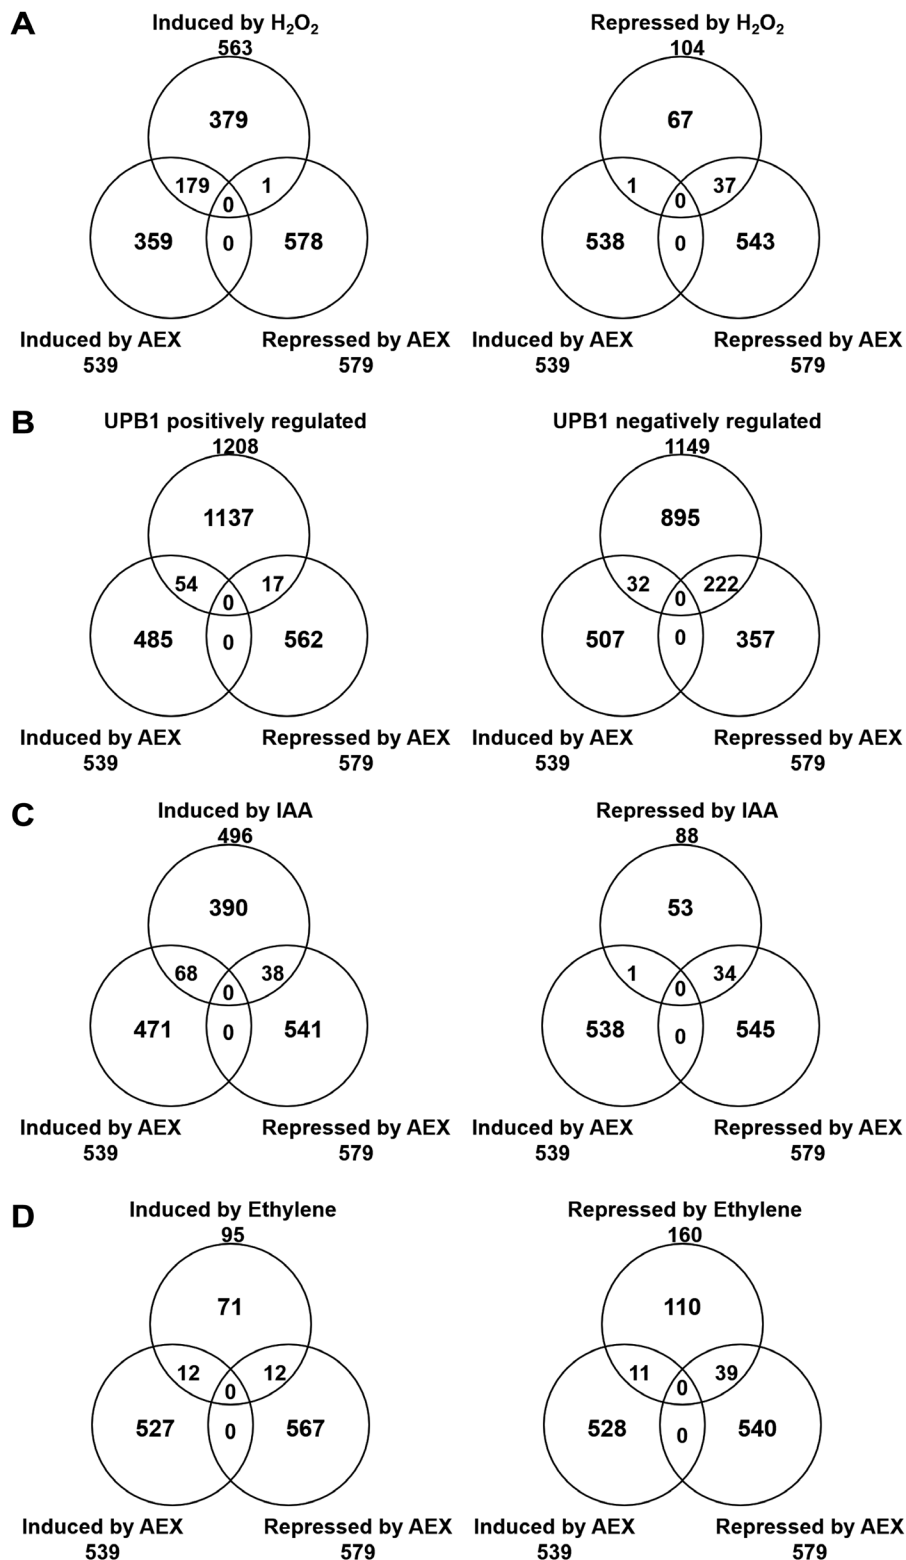 A
Induced by H₂O₂
563
379
179 1
0
359 0 578
Induced by AEX Repressed by AEX
539 579
Repressed by H₂O₂
104
67
1 37
0
538 0 543
Induced by AEX Repressed by AEX
539 579
B
UPB1 positively regulated
1208
1137
54 17
0
485 0 562
Induced by AEX Repressed by AEX
539 579
UPB1 negatively regulated
1149
895
32 222
0
507 0 357
Induced by AEX Repressed by AEX
539 579
C
Induced by IAA
496
390
68 38
0
471 0 541
Induced by AEX Repressed by AEX
539 579
Repressed by IAA
88
53
1 34
0
538 0 545
Induced by AEX Repressed by AEX
539 579
D
Induced by Ethylene
95
71
12 12
0
527 0 567
Induced by AEX Repressed by AEX
539 579
Repressed by Ethylene
160
110
11 39
0
528 0 540
Induced by AEX Repressed by AEX
539 579